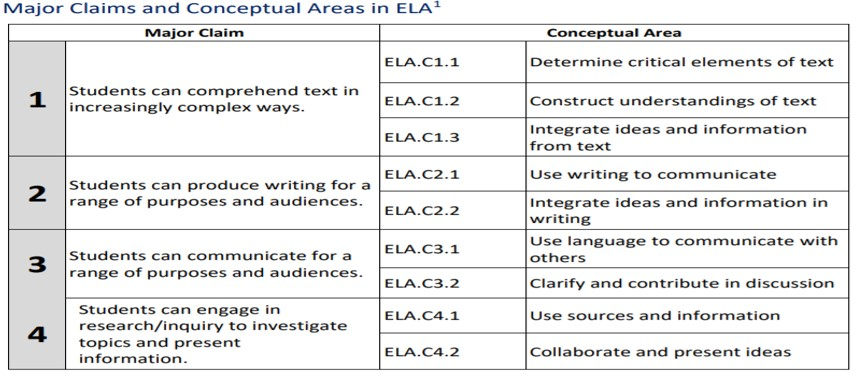 Major Claims and Conceptual Areas in ELA¹
Major Claim Conceptual Area
1
Students can comprehend text in
increasingly complex ways.
ELA.C1.1 Determine critical elements of text
ELA.C1.2 Construct understandings of text
ELA.C1.3 Integrate ideas and information
from text
2
Students can produce writing for a
range of purposes and audiences.
ELA.C2.1 Use writing to communicate
ELA.C2.2 Integrate ideas and information in
writing
3
Students can communicate for a
range of purposes and audiences.
ELA.C3.1 Use language to communicate with
others
ELA.C3.2 Clarify and contribute in discussion
4
Students can engage in
research/inquiry to investigate
topics and present
information.
ELA.C4.1 Use sources and information
ELA.C4.2 Collaborate and present ideas